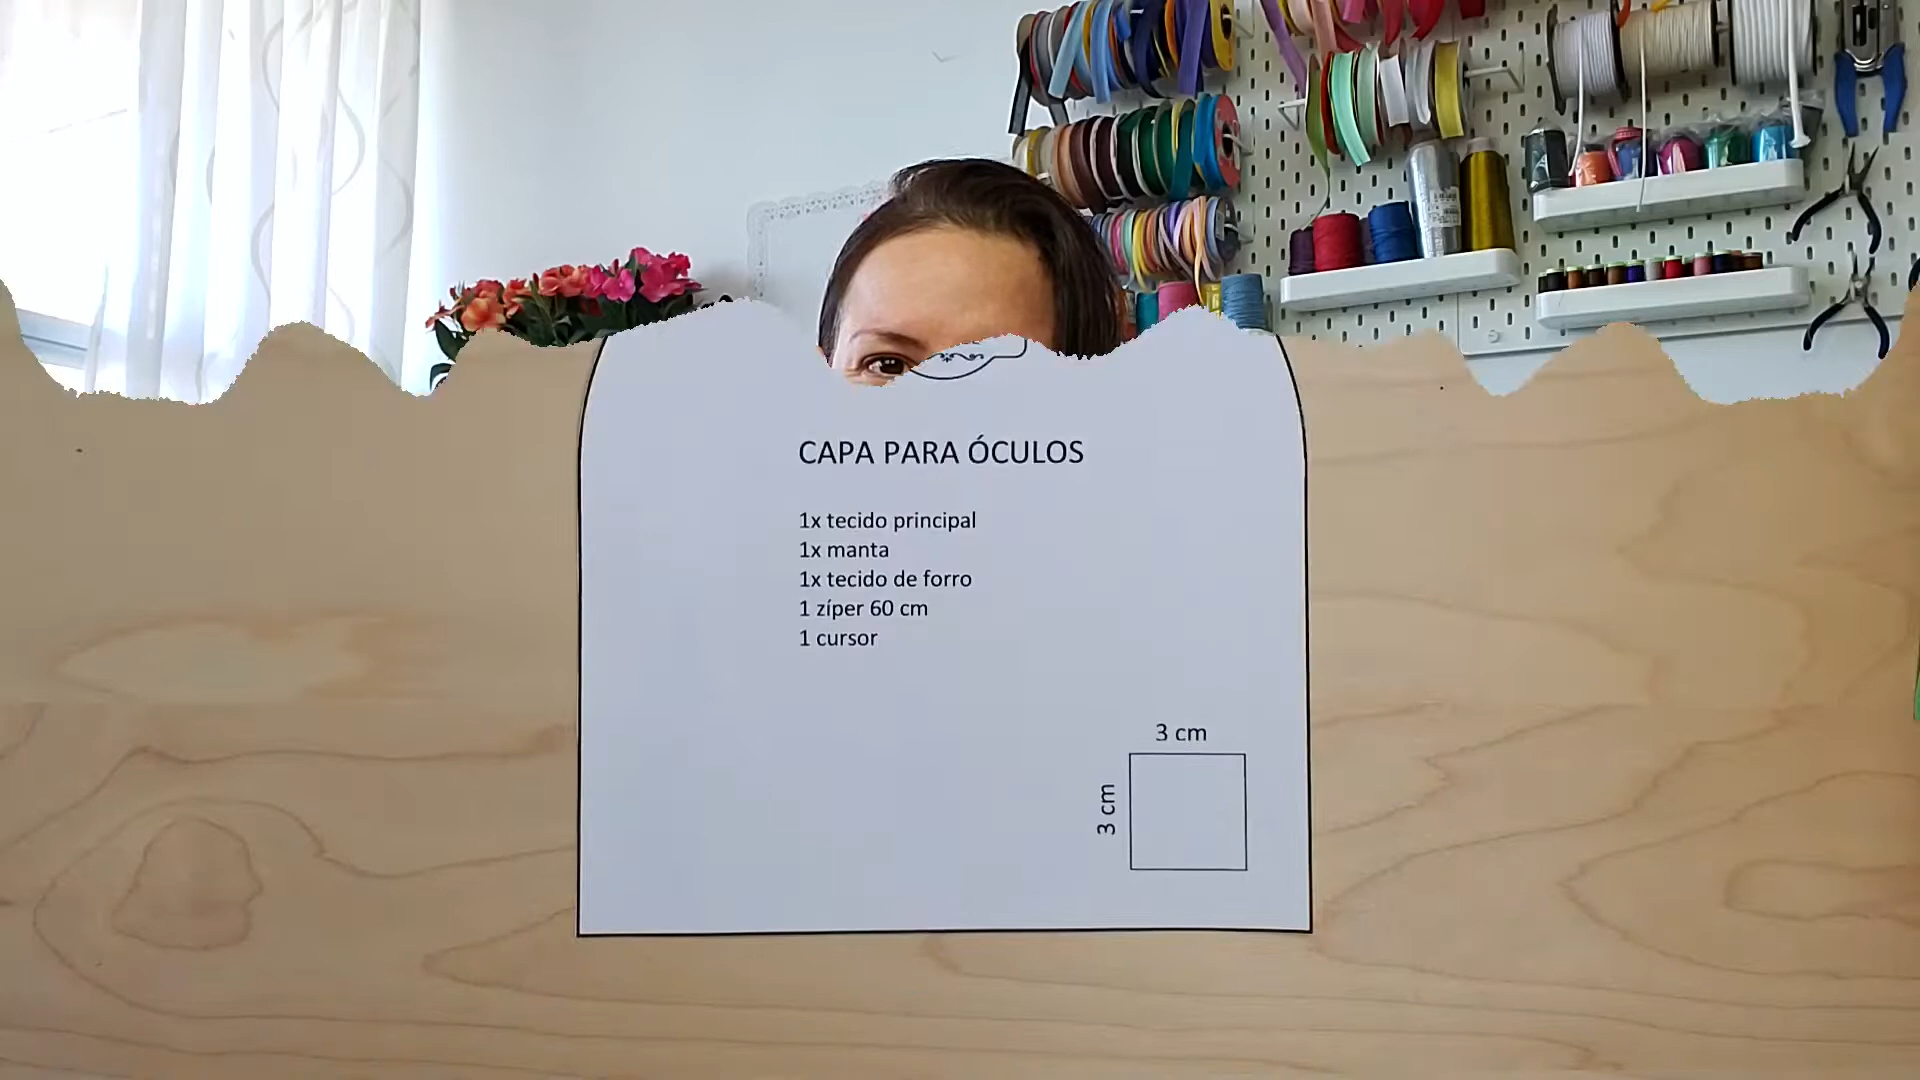 CAPA PARA ÓCULOS
1x tecido principal
1x manta
1x tecido de forro
1 zíper 60 cm
1 cursor
3 cm
3 cm